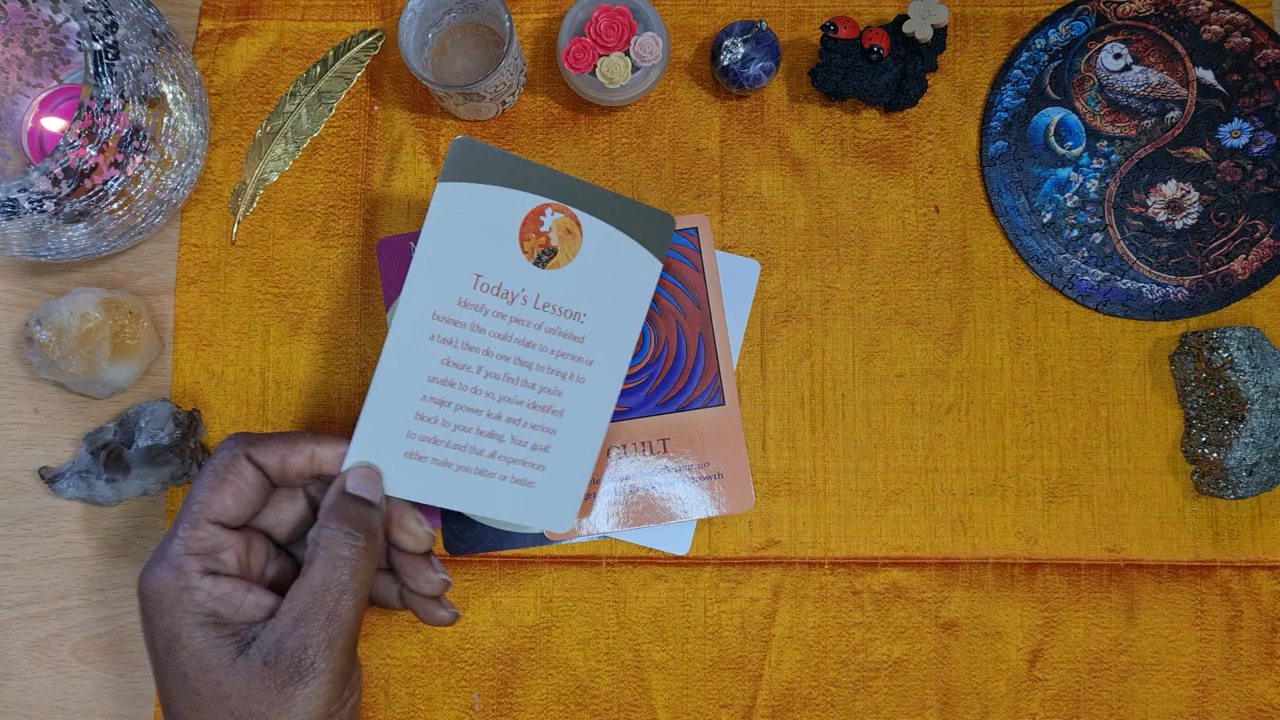 Today's Lesson:
Identify one piece of unfinished
business (this could relate to a person or
a task), then do one thing to bring it to
closure. If you find that you're
unable to do so, you've identified
a major power leak and a serious
block to your healing. Your goal:
to understand that all experiences
either make you bitter or better.
GUILT
no
growth